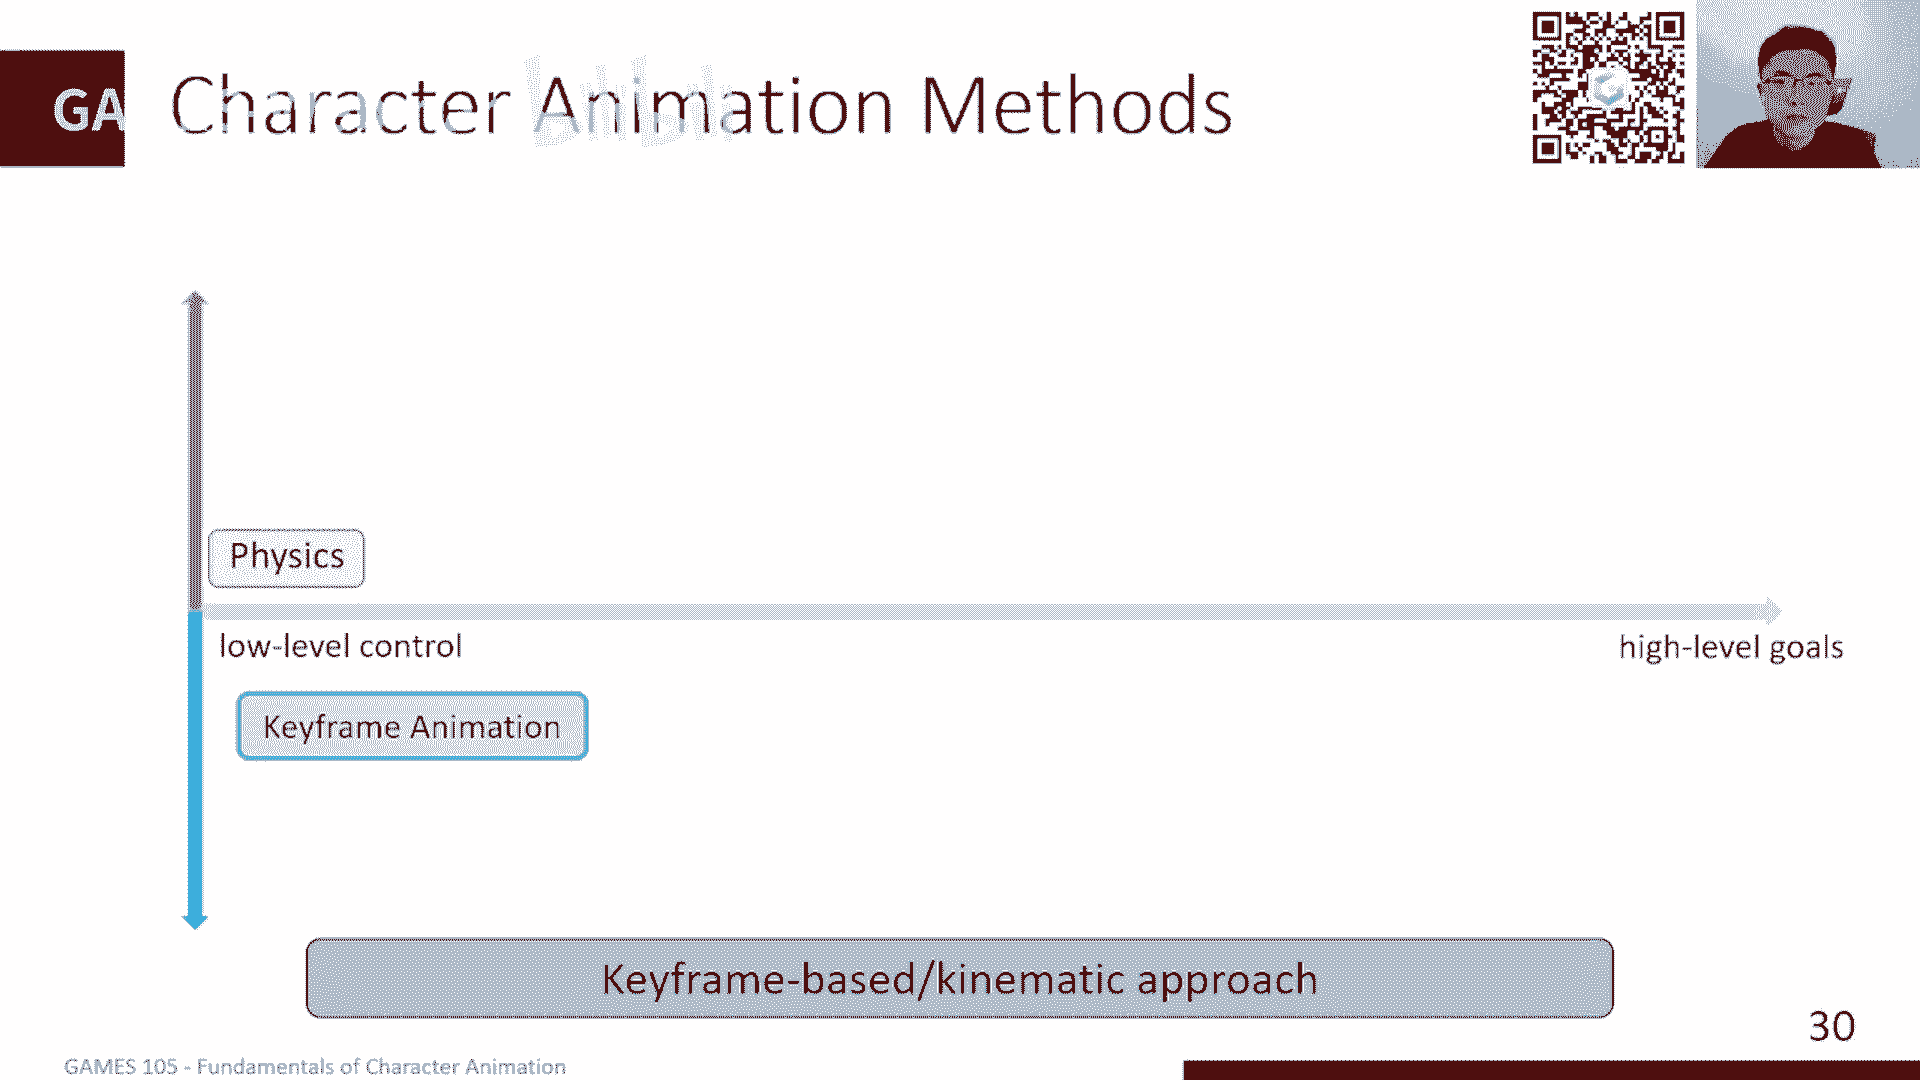 GA
Character Animation Methods
Physics
low-level control
high-level goals
Keyframe Animation
Keyframe-based/kinematic approach
30
GAMES 105 - Fundamentals of Character Animation